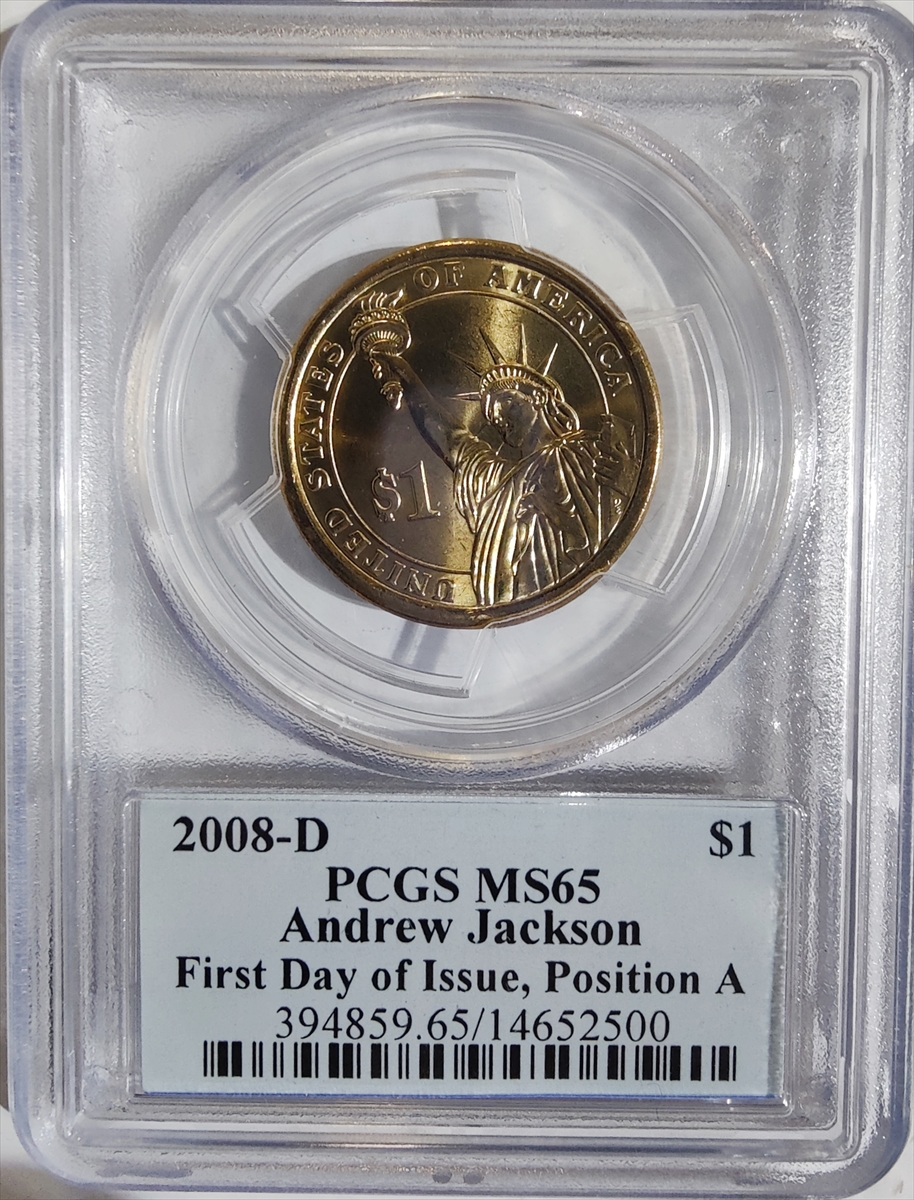 UNITED STATES OF AMERICA
$1
2008-D $1
PCGS MS65
Andrew Jackson
First Day of Issue, Position A
394859.65/14652500